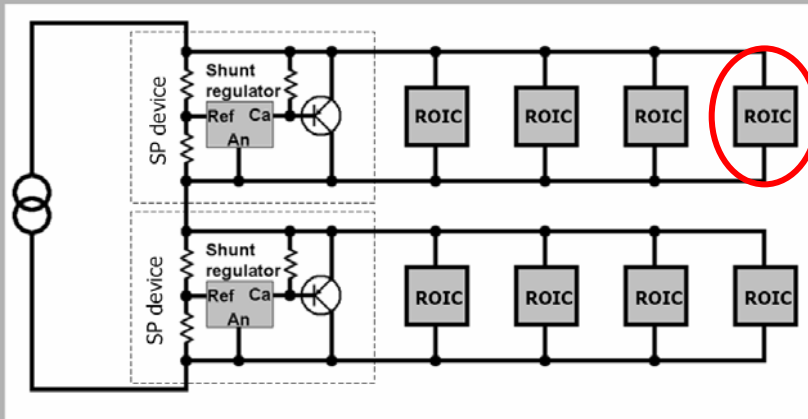 SP device
Shunt
regulator
Ref Ca
An
ROIC ROIC ROIC ROIC
SP device
Shunt
regulator
Ref Ca
An
ROIC ROIC ROIC ROIC